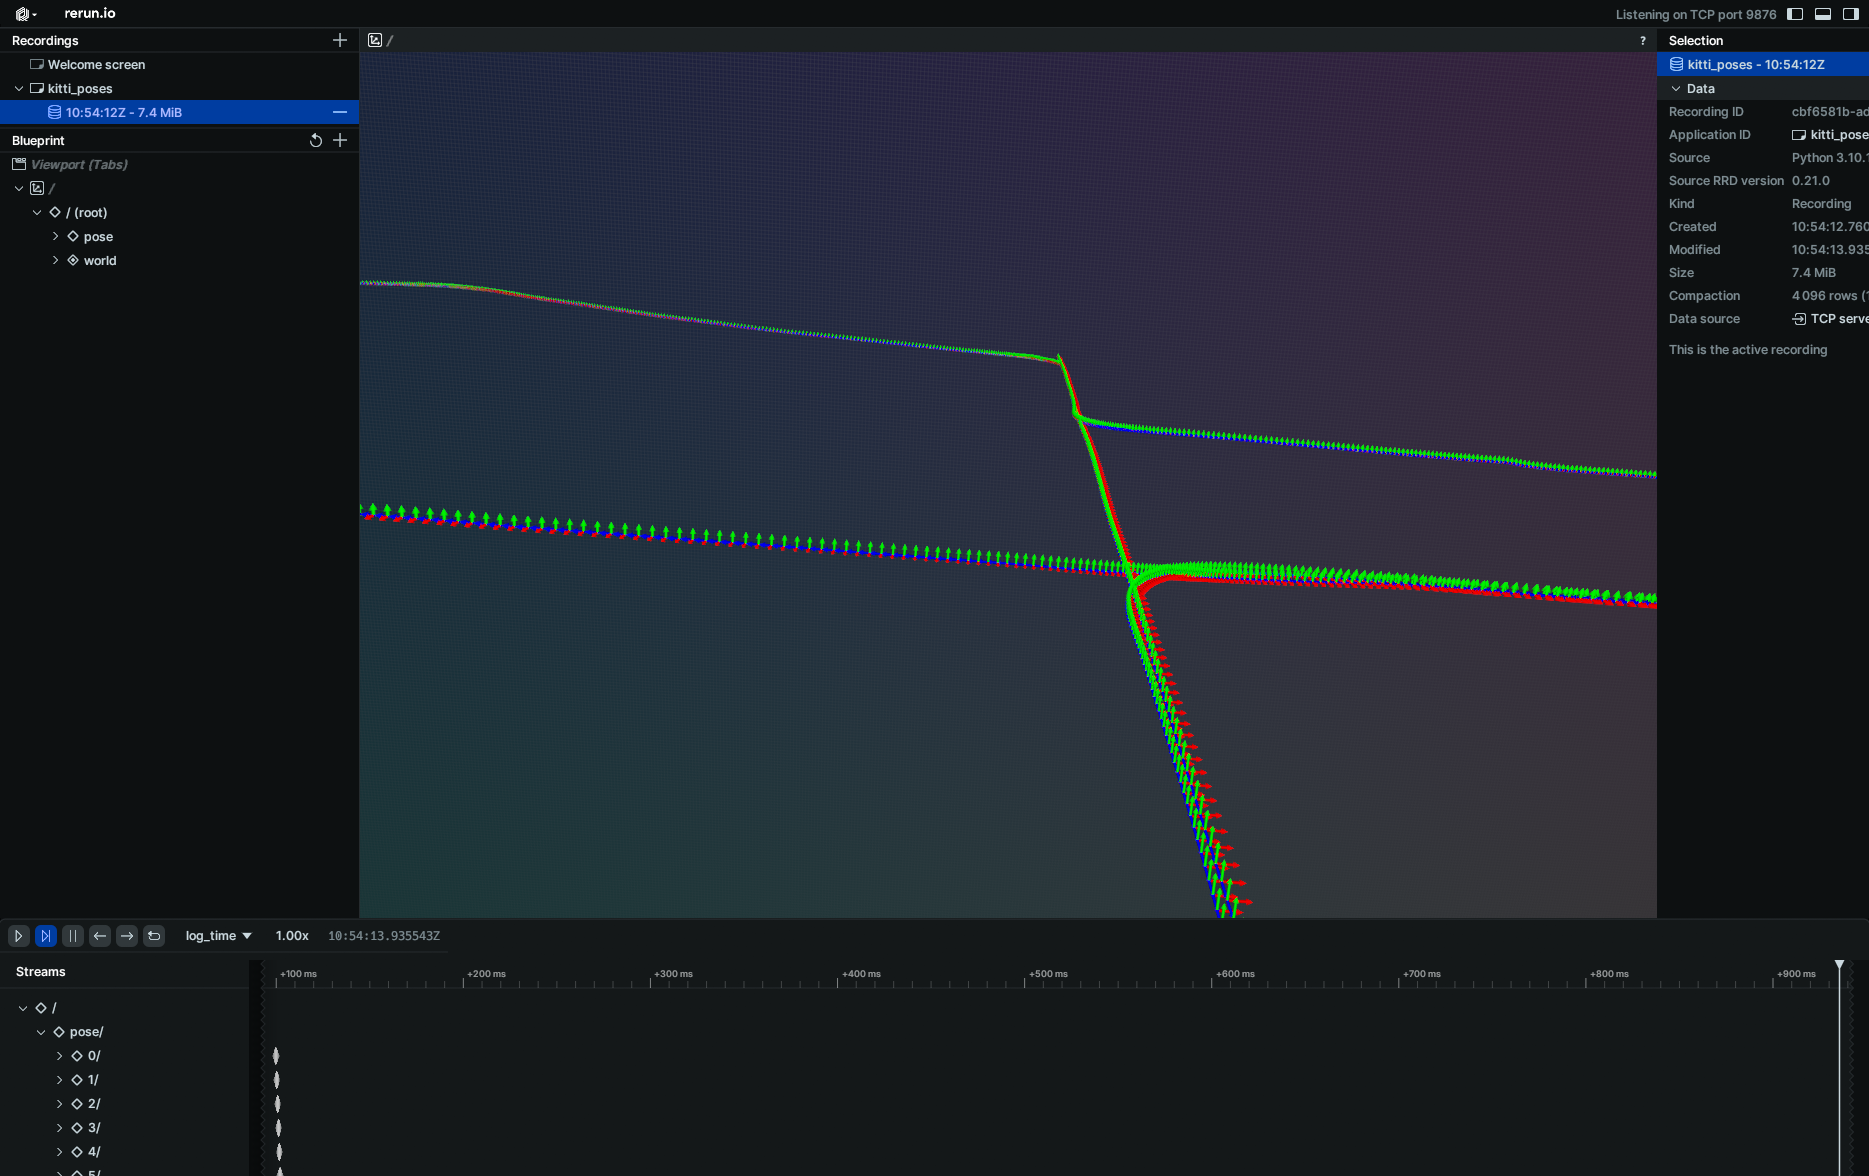 rerun.io
Listening on TCP port 9876
Recordings
Welcome screen
kitti_poses
10:54:12Z - 7.4 MiB
Blueprint
Viewport (Tabs)
/
/ (root)
pose
world
/
?
Selection
kitti_poses - 10:54:12Z
Data
Recording ID cbf6581b-ad
Application ID kitti_pose
Source Python 3.10.1
Source RRD version 0.21.0
Kind Recording
Created 10:54:12.760
Modified 10:54:13.935
Size 7.4 MiB
Compaction 4 096 rows (1
Data source TCP serve
This is the active recording
log_time 1.00x 10:54:13.935543Z
Streams
+100 ms +200 ms +300 ms +400 ms +500 ms +600 ms +700 ms +800 ms +900 ms
/
pose/
0/
1/
2/
3/
4/
5/